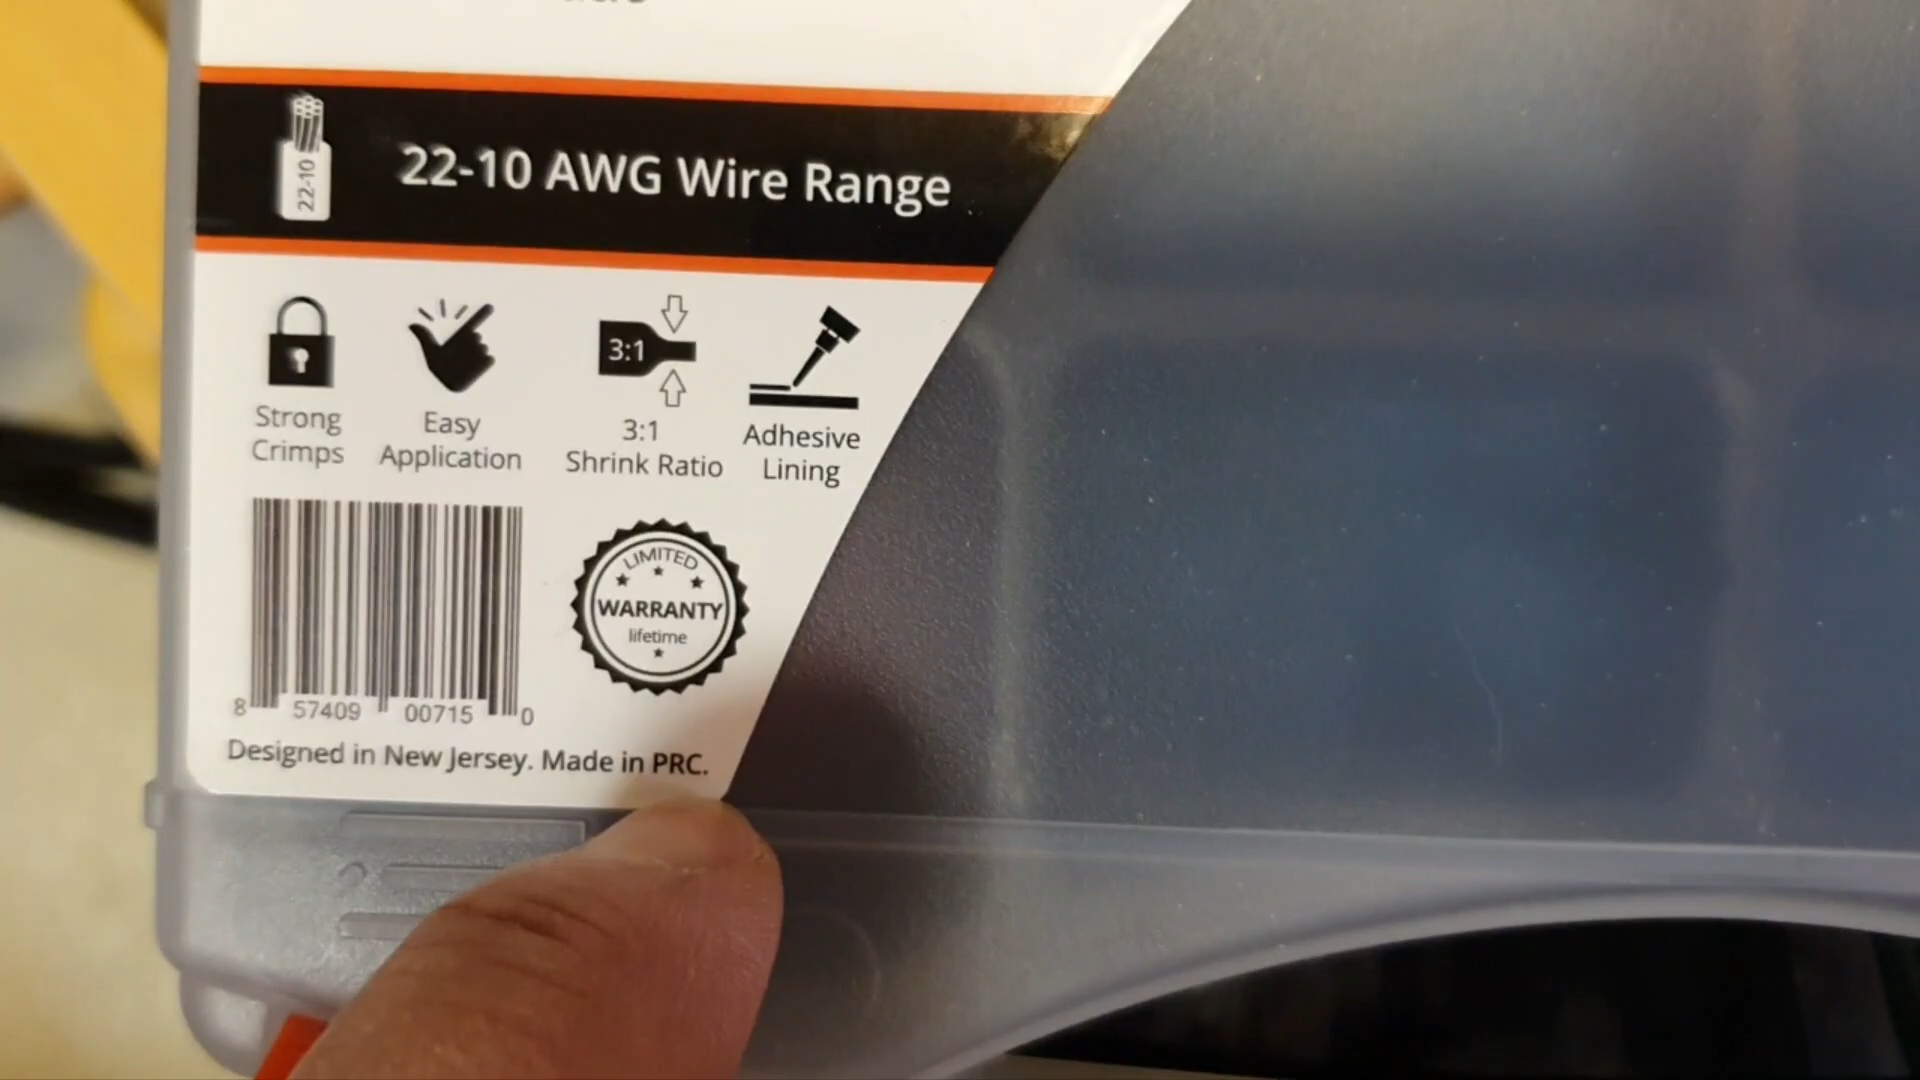 22-10
22-10 AWG Wire Range
3:1
Strong
Crimps
Easy
Application
3:1
Shrink Ratio
Adhesive
Lining
LIMITED
WARRANTY
lifetime
8 57409 00715 0
Designed in New Jersey. Made in PRC.